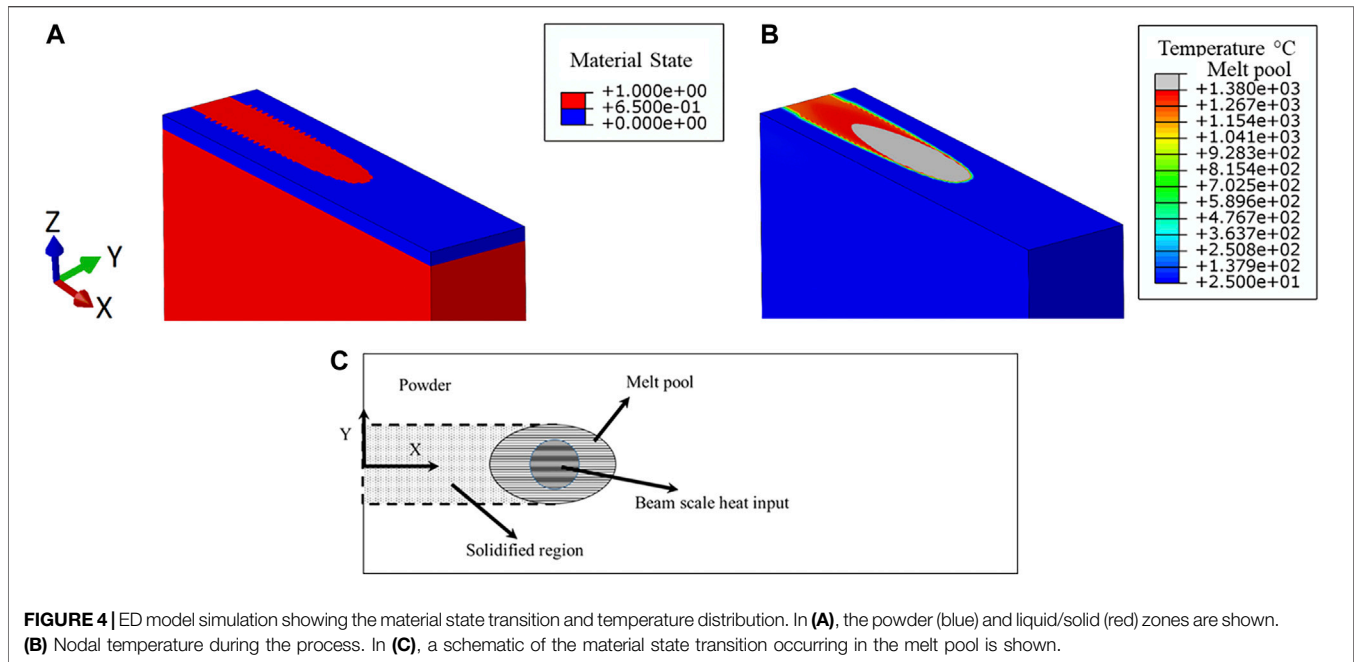 A
Material State
+1.000e+00
+6.500e-01
+0.000e+00
Z
Y
X
B
Temperature °C
Melt pool
+1.380e+03
+1.267e+03
+1.154e+03
+1.041e+03
+9.283e+02
+8.154e+02
+7.025e+02
+5.896e+02
+4.767e+02
+3.637e+02
+2.508e+02
+1.379e+02
+2.500e+01
C
Powder
Melt pool
Y
X
Beam scale heat input
Solidified region
FIGURE 4 | ED model simulation showing the material state transition and temperature distribution. In (A), the powder (blue) and liquid/solid (red) zones are shown.
(B) Nodal temperature during the process. In (C), a schematic of the material state transition occurring in the melt pool is shown.